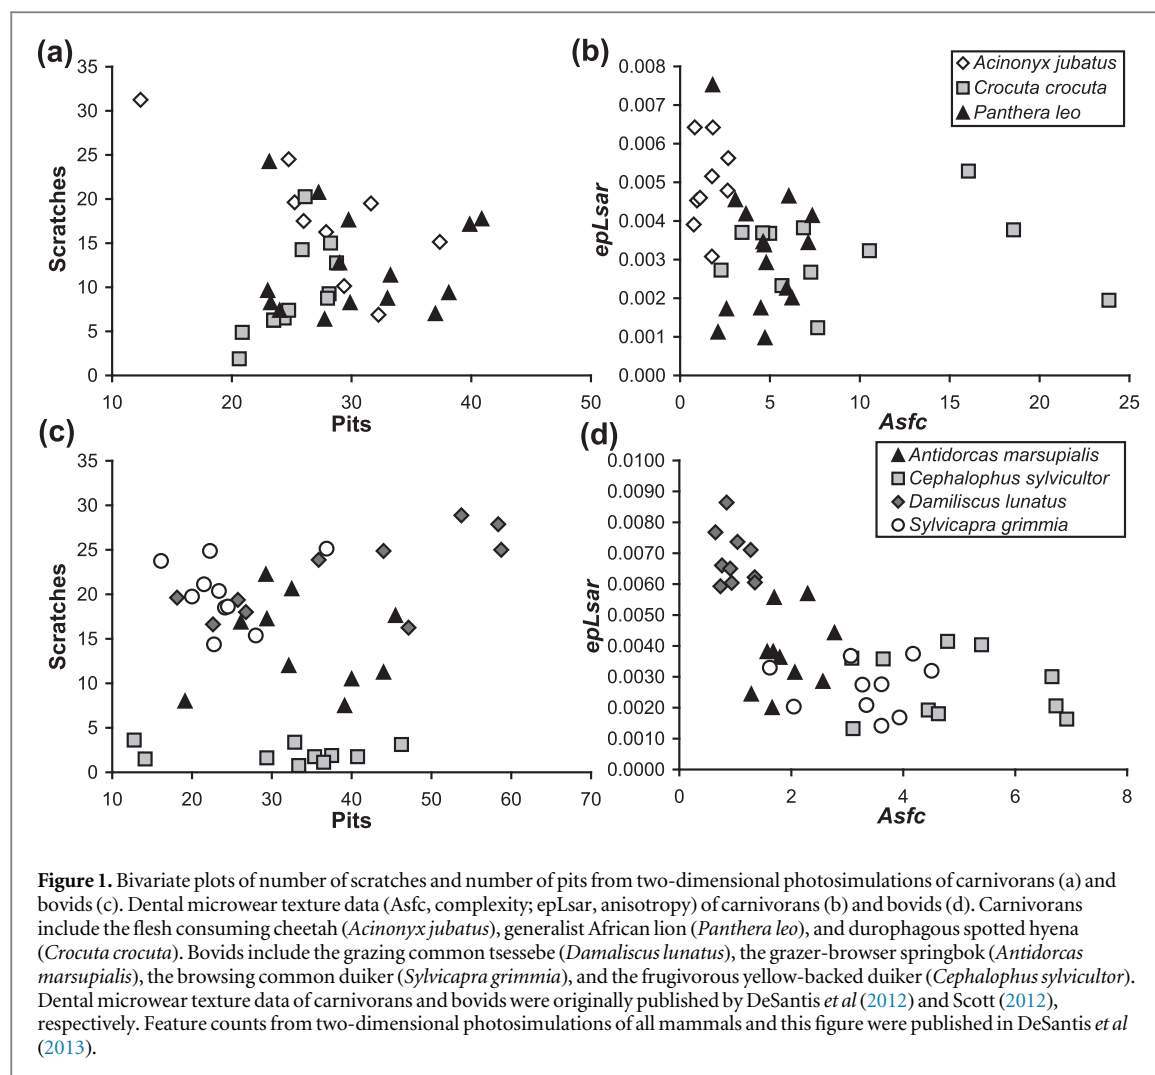 (a)
35
30
25
20
15
10
5
0
Scratches
10 20 30 40 50
Pits
(b)
0.008
0.007
0.006
0.005
0.004
0.003
0.002
0.001
0.000
epLsar
0 5 10 15 20 25
Asfc
Acinonyx jubatus
Crocuta crocuta
Panthera leo
(c)
35
30
25
20
15
10
5
0
Scratches
10 20 30 40 50 60 70
Pits
(d)
0.0100
0.0090
0.0080
0.0070
0.0060
0.0050
0.0040
0.0030
0.0020
0.0010
0.0000
epLsar
0 2 4 6 8
Asfc
Antidorcas marsupialis
Cephalophus sylvicultor
Damiliscus lunatus
Sylvicapra grimmia
Figure 1. Bivariate plots of number of scratches and number of pits from two-dimensional photosimulations of carnivorans (a) and
bovids (c). Dental microwear texture data (Asfc, complexity; epLsar, anisotropy) of carnivorans (b) and bovids (d). Carnivorans
include the flesh consuming cheetah (Acinonyx jubatus), generalist African lion (Panthera leo), and durophagous spotted hyena
(Crocuta crocuta). Bovids include the grazing common tsessebe (Damaliscus lunatus), the grazer-browser springbok (Antidorcas
marsupialis), the browsing common duiker (Sylvicapra grimmia), and the frugivorous yellow-backed duiker (Cephalophus sylvicultor).
Dental microwear texture data of carnivorans and bovids were originally published by DeSantis et al (2012) and Scott (2012),
respectively. Feature counts from two-dimensional photosimulations of all mammals and this figure were published in DeSantis et al
(2013).